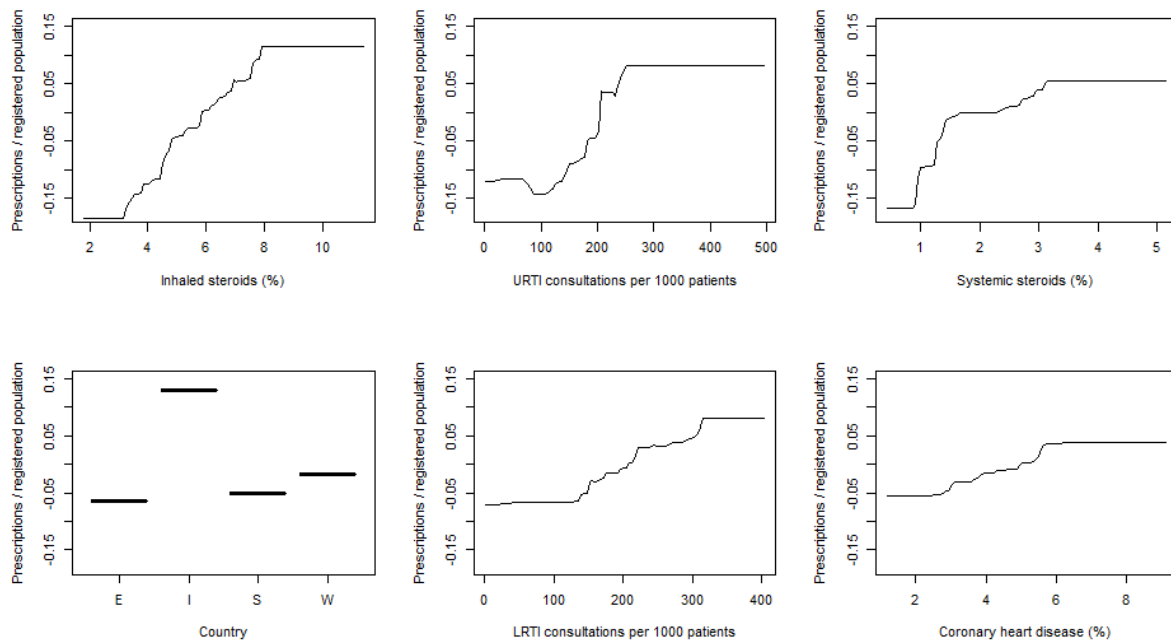 Prescriptions / registered population
0.15
0.05
-0.05
-0.15
2 4 6 8 10
Inhaled steroids (%)
Prescriptions / registered population
0.15
0.05
-0.05
-0.15
0 100 200 300 400 500
URTI consultations per 1000 patients
Prescriptions / registered population
0.15
0.05
-0.05
-0.15
1 2 3 4 5
Systemic steroids (%)
Prescriptions / registered population
0.15
0.05
-0.05
-0.15
E I S W
Country
Prescriptions / registered population
0.15
0.05
-0.05
-0.15
0 100 200 300 400
LRTI consultations per 1000 patients
Prescriptions / registered population
0.15
0.05
-0.05
-0.15
2 4 6 8
Coronary heart disease (%)